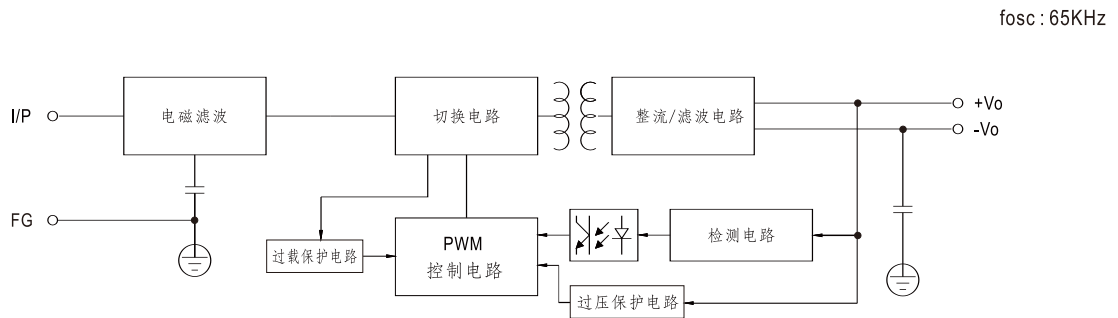 fosc : 65KHz
I/P
电磁滤波
切换电路
整流/滤波电路
+Vo
-Vo
FG
过载保护电路
PWM
控制电路
检测电路
过压保护电路